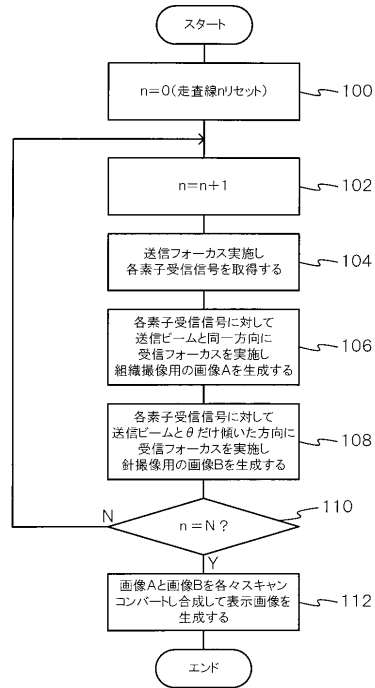 スタート
n=0(走査線nリセット)
100
n=n+1
102
送信フォーカス実施し
各素子受信信号を取得する
104
各素子受信信号に対して
送信ビームと同一方向に
受信フォーカスを実施し
組織撮像用の画像Aを生成する
106
各素子受信信号に対して
送信ビームとθだけ傾いた方向に
受信フォーカスを実施し
針撮像用の画像Bを生成する
108
N
n=N?
110
Y
画像Aと画像Bを各々スキャン
コンバートし合成して表示画像を
生成する
112
エンド